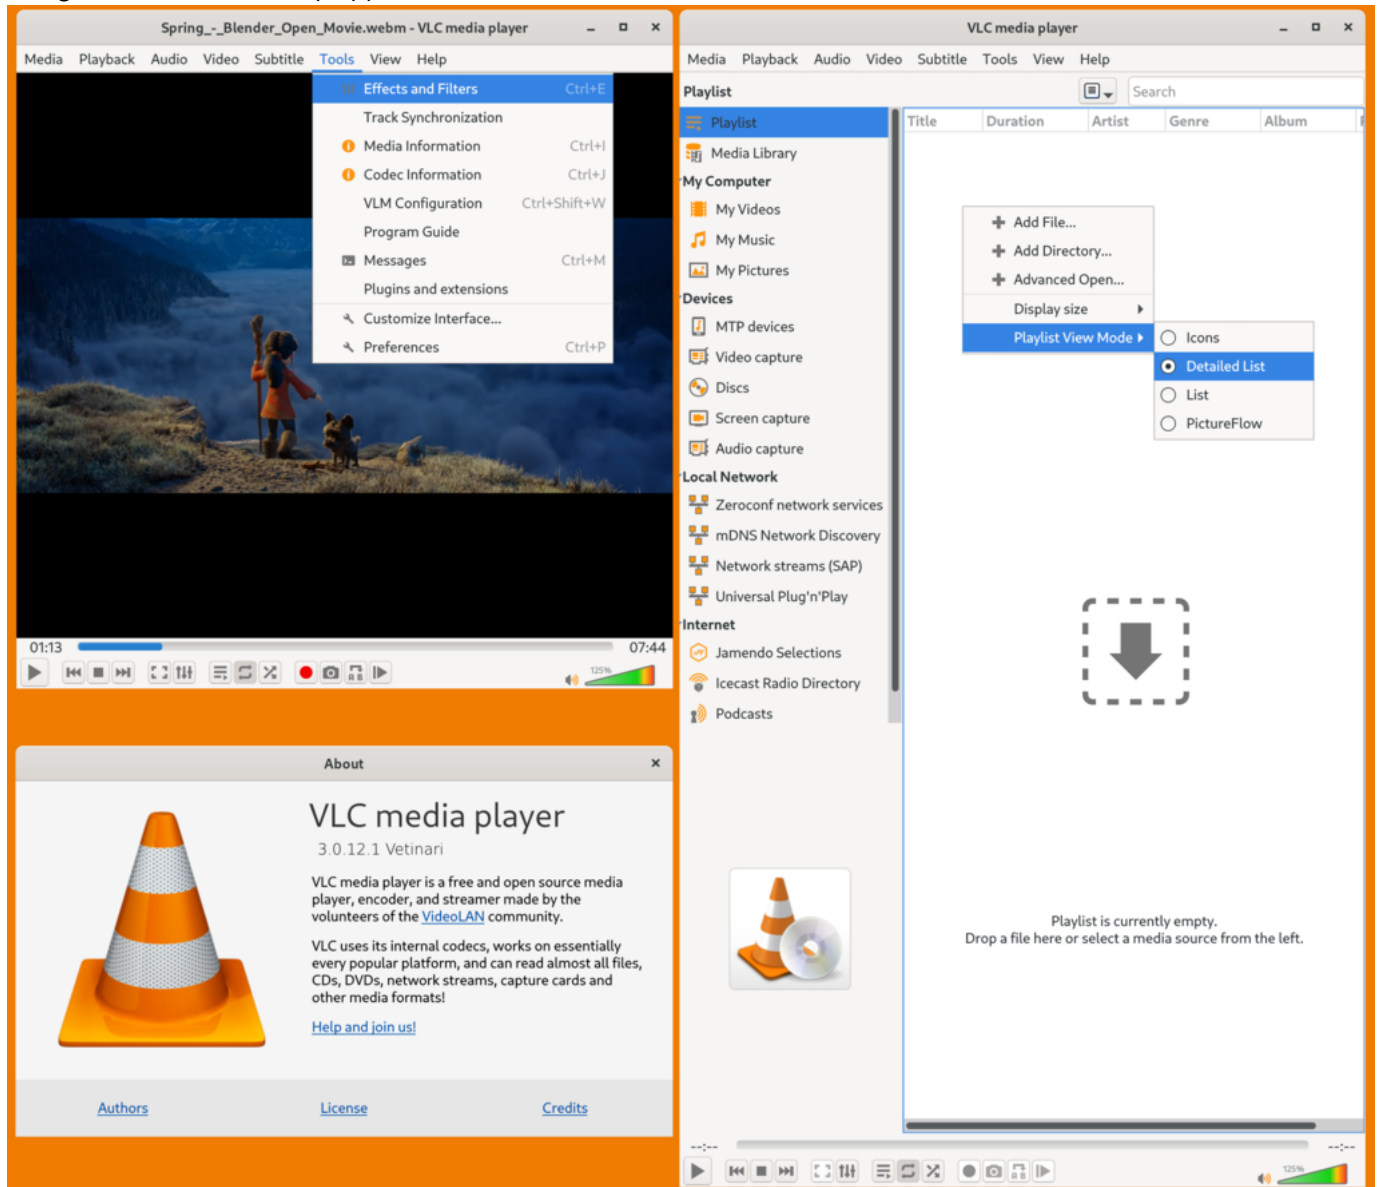 Spring_-_Blender_Open_Movie.webm - VLC media player
Media Playback Audio Video Subtitle Tools View Help
Effects and Filters Ctrl+E
Track Synchronization
Media Information Ctrl+I
Codec Information Ctrl+J
VLM Configuration Ctrl+Shift+W
Program Guide
Messages Ctrl+M
Plugins and extensions
Customize Interface...
Preferences Ctrl+P
01:13 07:44
125%
About
VLC media player
3.0.12.1 Vetinari
VLC media player is a free and open source media
player, encoder, and streamer made by the
volunteers of the VideoLAN community.
VLC uses its internal codecs, works on essentially
every popular platform, and can read almost all files,
CDs, DVDs, network streams, capture cards and
other media formats!
Help and join us!
Authors License Credits
VLC media player
Media Playback Audio Video Subtitle Tools View Help
Playlist
Search
Playlist
Media Library
My Computer
My Videos
My Music
My Pictures
Devices
MTP devices
Video capture
Discs
Screen capture
Audio capture
Local Network
Zeroconf network services
mDNS Network Discovery
Network streams (SAP)
Universal Plug'n'Play
Internet
Jamendo Selections
Icecast Radio Directory
Podcasts
Title Duration Artist Genre Album
Add File...
Add Directory...
Advanced Open...
Display size
Playlist View Mode
Icons
Detailed List
List
PictureFlow
Playlist is currently empty.
Drop a file here or select a media source from the left.
--:-- --:--
125%